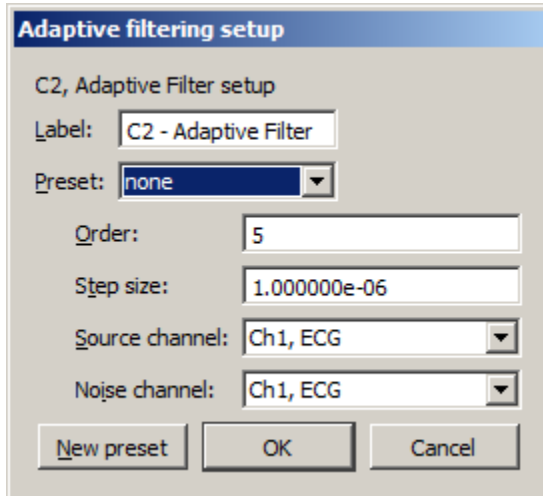 Adaptive filtering setup
C2, Adaptive Filter setup
Label: C2 - Adaptive Filter
Preset: none
Order: 5
Step size: 1.000000e-06
Source channel: Ch1, ECG
Noise channel: Ch1, ECG
New preset OK Cancel